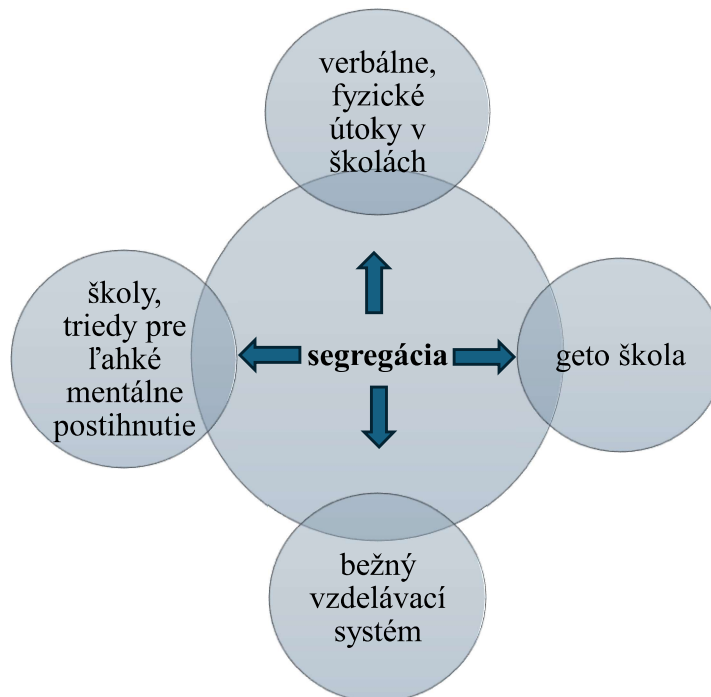 verbálne,
fyzické
útoky v
školách
školy,
triedy pre
ľahké
mentálne
postihnutie
segregácia
geto škola
bežný
vzdelávací
systém